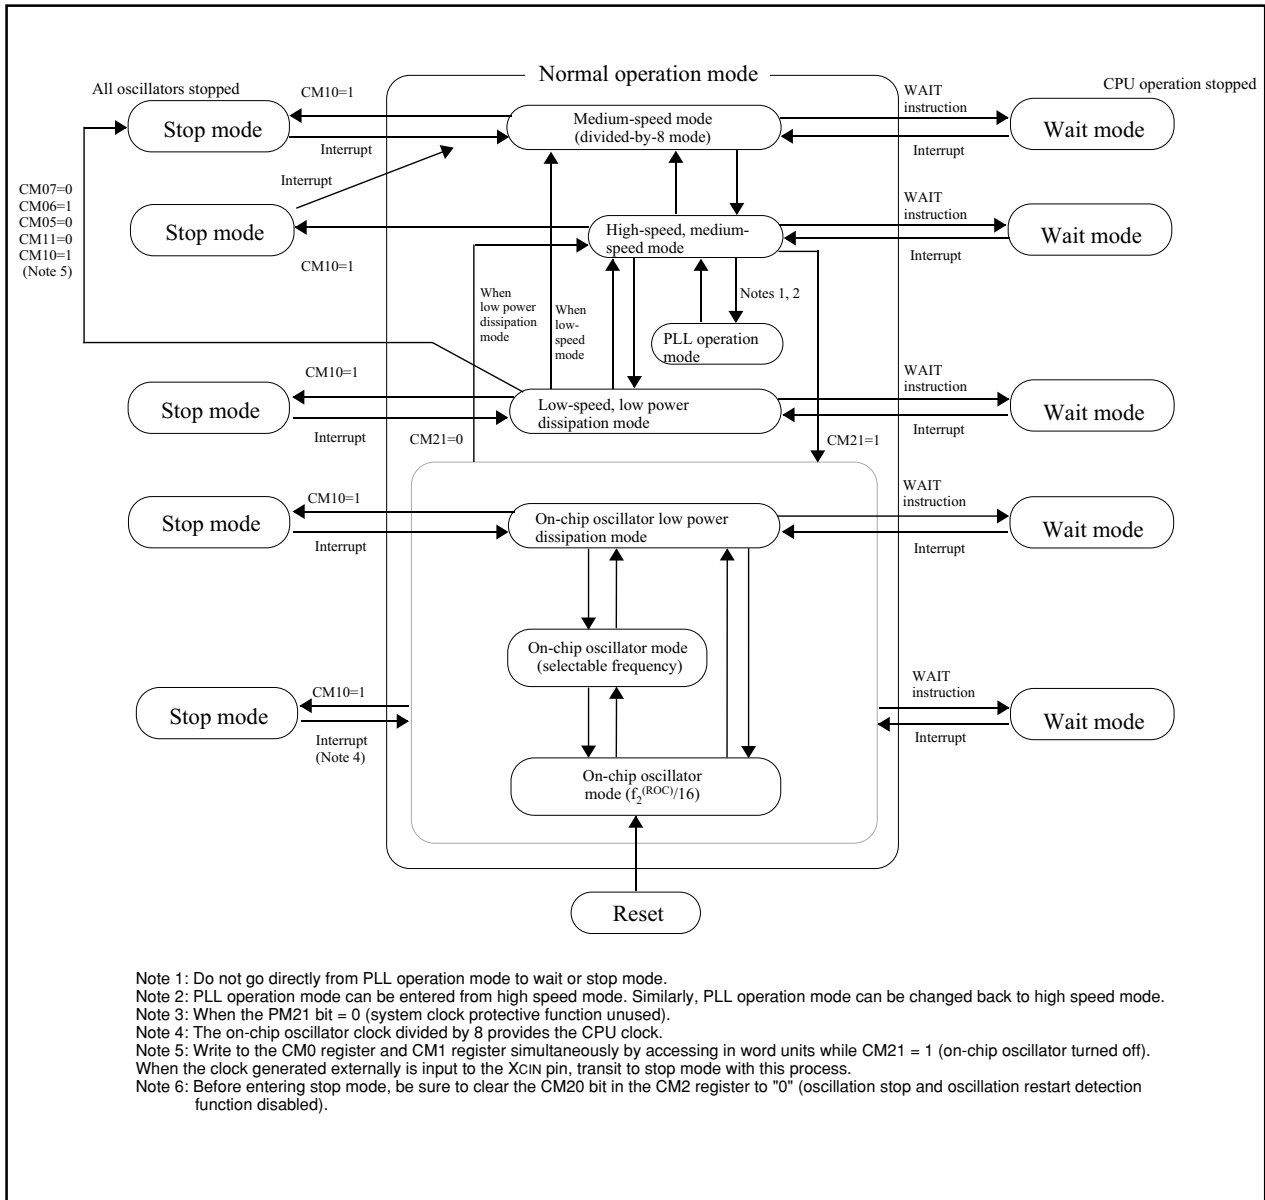 Normal operation mode
All oscillators stopped
CPU operation stopped
CM10=1
Stop mode
Interrupt
Medium-speed mode
(divided-by-8 mode)
WAIT
instruction
Interrupt
Wait mode
Interrupt
CM07=0
CM06=1
CM05=0
CM11=0
CM10=1
(Note 5)
Stop mode
CM10=1
High-speed, medium-
speed mode
WAIT
instruction
Interrupt
Wait mode
When
low power
dissipation
mode
When
low-
speed
mode
Notes 1, 2
PLL operation
mode
CM10=1
Stop mode
Interrupt
Low-speed, low power
dissipation mode
WAIT
instruction
Interrupt
Wait mode
CM21=0
CM21=1
CM10=1
Stop mode
Interrupt
On-chip oscillator low power
dissipation mode
WAIT
instruction
Interrupt
Wait mode
On-chip oscillator mode
(selectable frequency)
CM10=1
Stop mode
Interrupt
(Note 4)
WAIT
instruction
Interrupt
Wait mode
On-chip oscillator
mode (f2(ROC)/16)
Reset
Note 1: Do not go directly from PLL operation mode to wait or stop mode.
Note 2: PLL operation mode can be entered from high speed mode. Similarly, PLL operation mode can be changed back to high speed mode.
Note 3: When the PM21 bit = 0 (system clock protective function unused).
Note 4: The on-chip oscillator clock divided by 8 provides the CPU clock.
Note 5: Write to the CM0 register and CM1 register simultaneously by accessing in word units while CM21 = 1 (on-chip oscillator turned off).
When the clock generated externally is input to the XCIN pin, transit to stop mode with this process.
Note 6: Before entering stop mode, be sure to clear the CM20 bit in the CM2 register to "0" (oscillation stop and oscillation restart detection
function disabled).